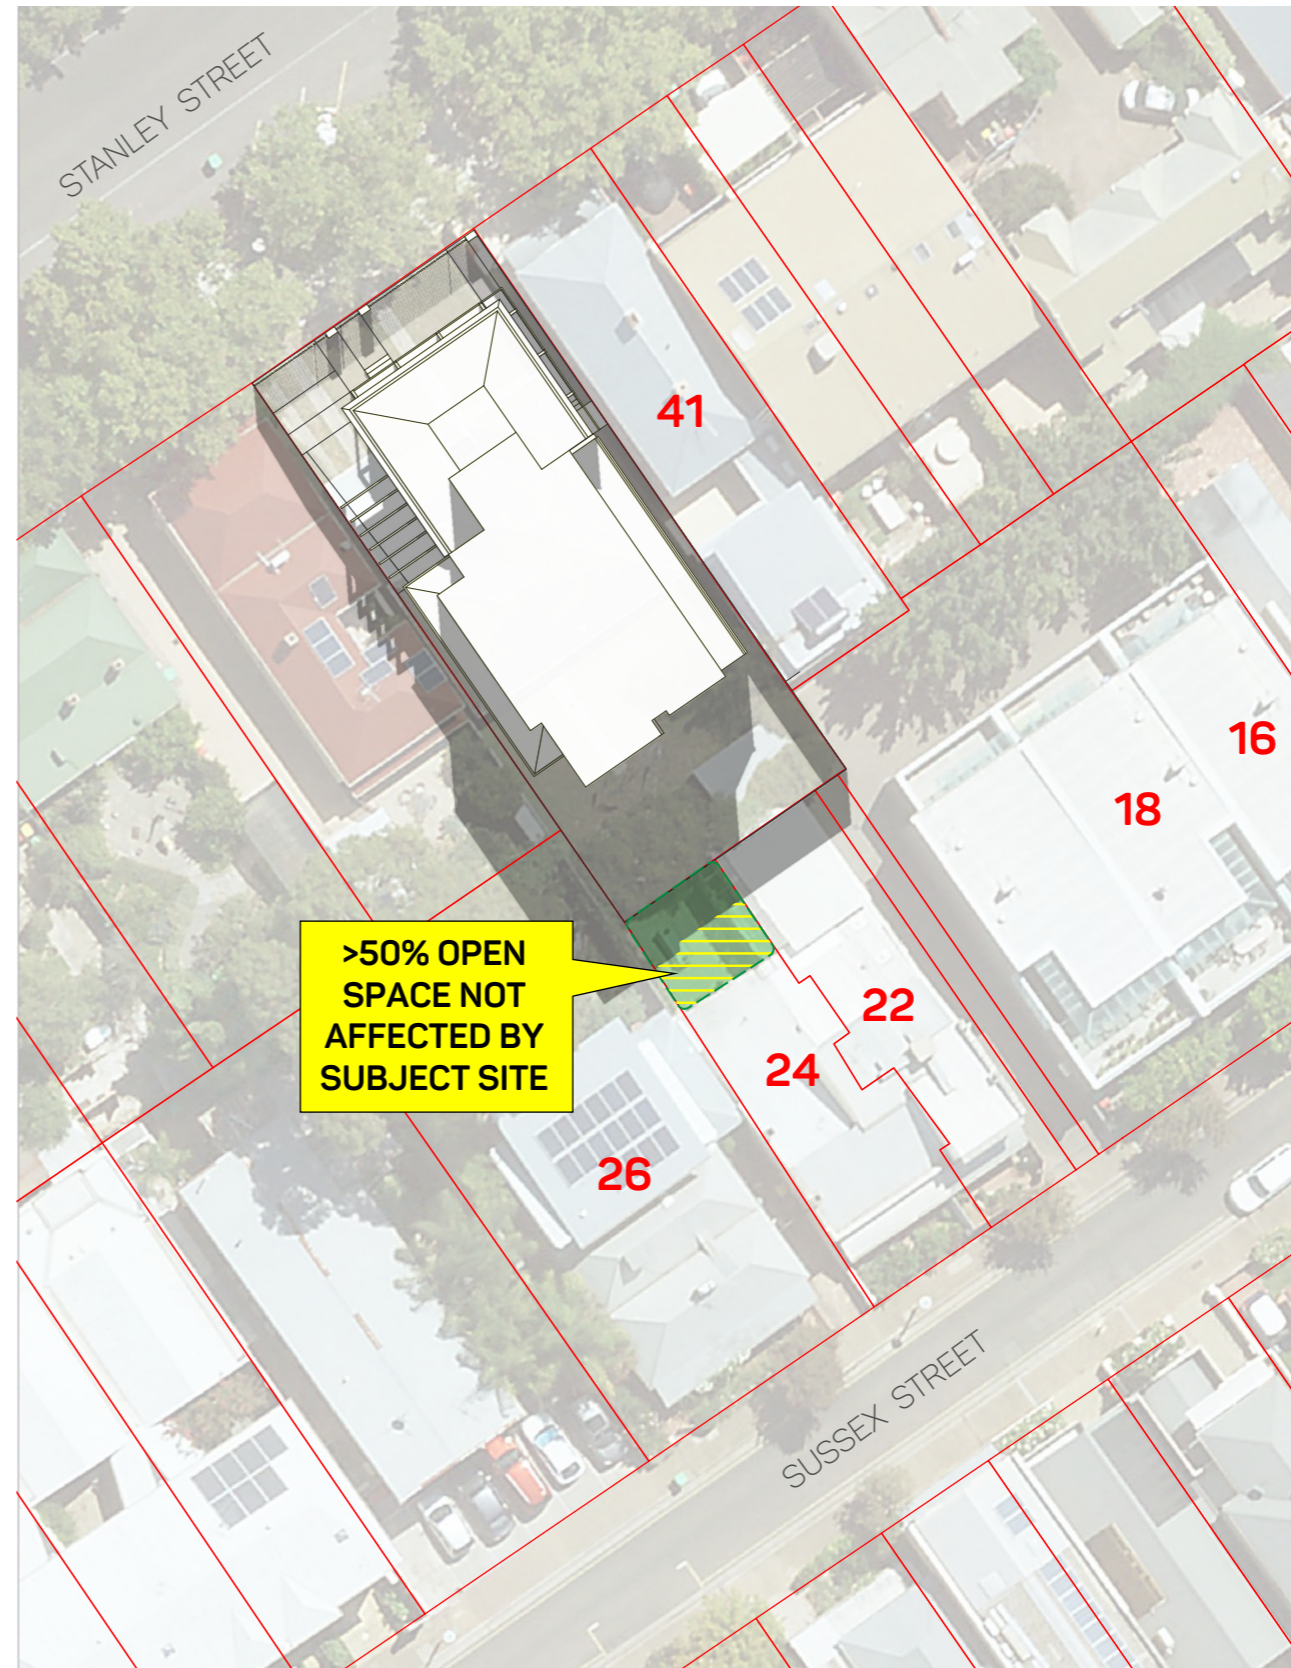 STANLEY STREET
41
16
18
>50% OPEN
SPACE NOT
AFFECTED BY
SUBJECT SITE
22
24
26
SUSSEX STREET